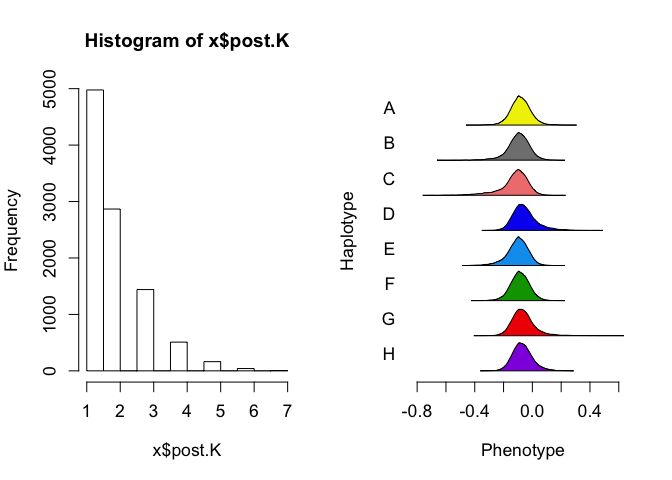 Histogram of x$post.K
Frequency
0
1000
2000
3000
4000
5000
1 2 3 4 5 6 7
x$post.K
Haplotype
A
B
C
D
E
F
G
H
-0.8 -0.4 0.0 0.4
Phenotype